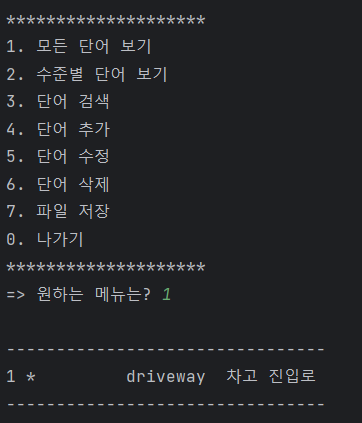 ********************
1. 모든 단어 보기
2. 수준별 단어 보기
3. 단어 검색
4. 단어 추가
5. 단어 수정
6. 단어 삭제
7. 파일 저장
0. 나가기
********************
=> 원하는 메뉴는? 1
--------------------------------
1 *         driveway  차고 진입로
--------------------------------